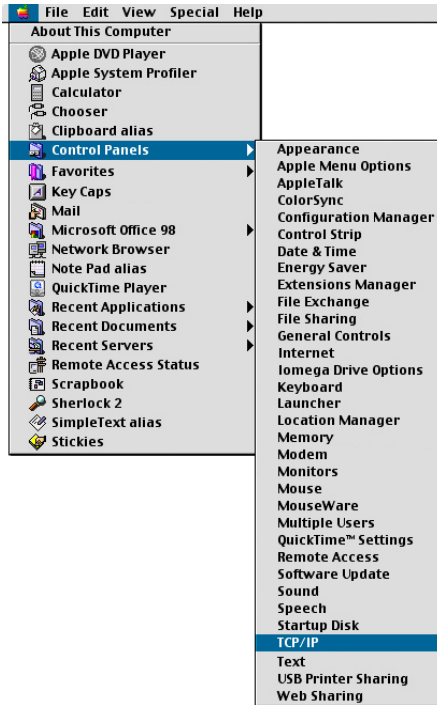 File Edit View Special Help
About This Computer
Apple DVD Player
Apple System Profiler
Calculator
Chooser
Clipboard alias
Control Panels
Favorites
Key Caps
Mail
Microsoft Office 98
Network Browser
Note Pad alias
QuickTime Player
Recent Applications
Recent Documents
Recent Servers
Remote Access Status
Scrapbook
Sherlock 2
SimpleText alias
Stickies
Appearance
Apple Menu Options
AppleTalk
ColorSync
Configuration Manager
Control Strip
Date & Time
Energy Saver
Extensions Manager
File Exchange
File Sharing
General Controls
Internet
Iomega Drive Options
Keyboard
Launcher
Location Manager
Memory
Modem
Monitors
Mouse
MouseWare
Multiple Users
QuickTime™ Settings
Remote Access
Software Update
Sound
Speech
Startup Disk
TCP/IP
Text
USB Printer Sharing
Web Sharing